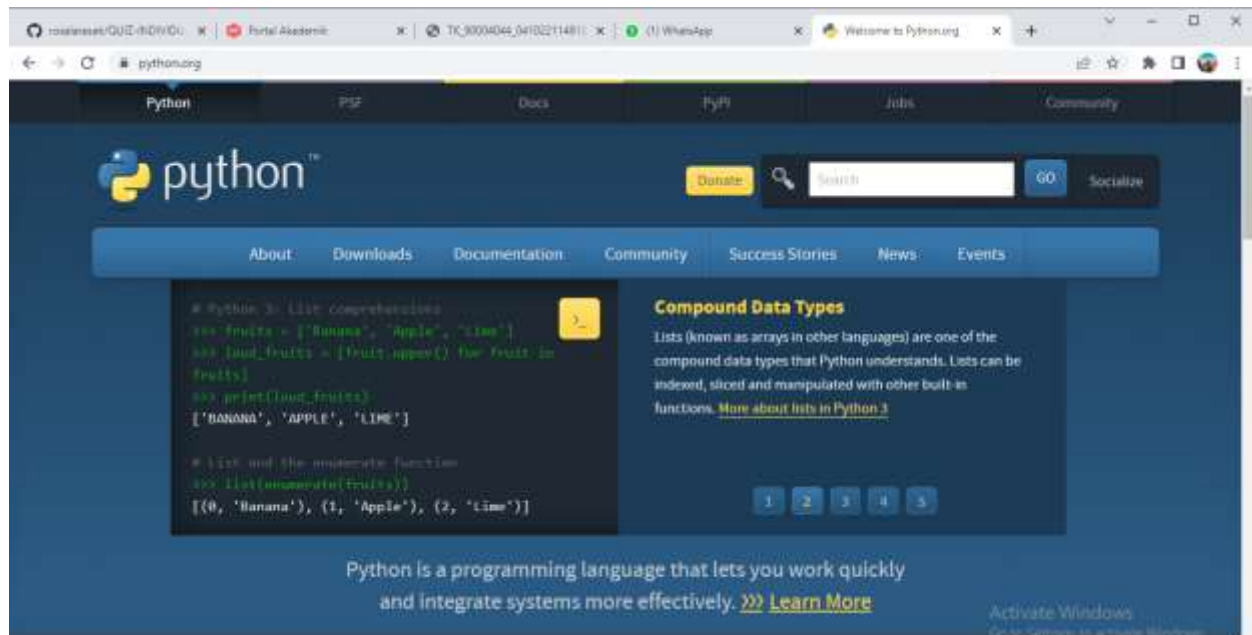 Portal Akademik
(1) WhatsApp
Welcome to Python.org
python.org
Python
PSF
Docs
PyPI
Jobs
Community
python™
Donate
Search
GO
Socialize
About
Downloads
Documentation
Community
Success Stories
News
Events
# Python 3: List comprehensions
>>> fruits = ['Banana', 'Apple', 'Lime']
>>> loud_fruits = [fruit.upper() for fruit in
fruits]
>>> print(loud_fruits)
['BANANA', 'APPLE', 'LIME']
# List and the enumerate function
>>> list(enumerate(fruits))
[(0, 'Banana'), (1, 'Apple'), (2, 'Lime')]
>_
Compound Data Types
Lists (known as arrays in other languages) are one of the
compound data types that Python understands. Lists can be
indexed, sliced and manipulated with other built-in
functions. More about lists in Python 3
1
2
3
4
5
Python is a programming language that lets you work quickly
and integrate systems more effectively. >>> Learn More
Activate Windows